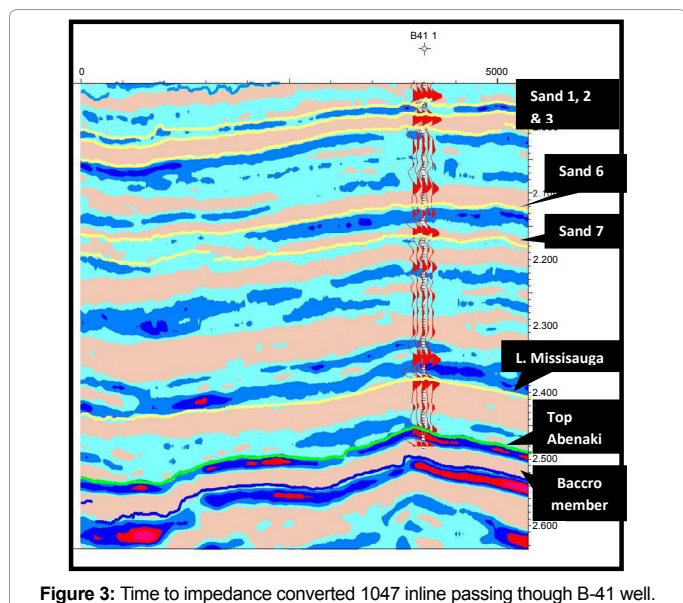 B41 1
0
5000
Sand 1, 2
& 3
Sand 6
2.100
Sand 7
2.200
2.300
L. Missisauga
2.400
Top
Abenaki
2.500
Baccro
member
2.600
Figure 3: Time to impedance converted 1047 inline passing though B-41 well.